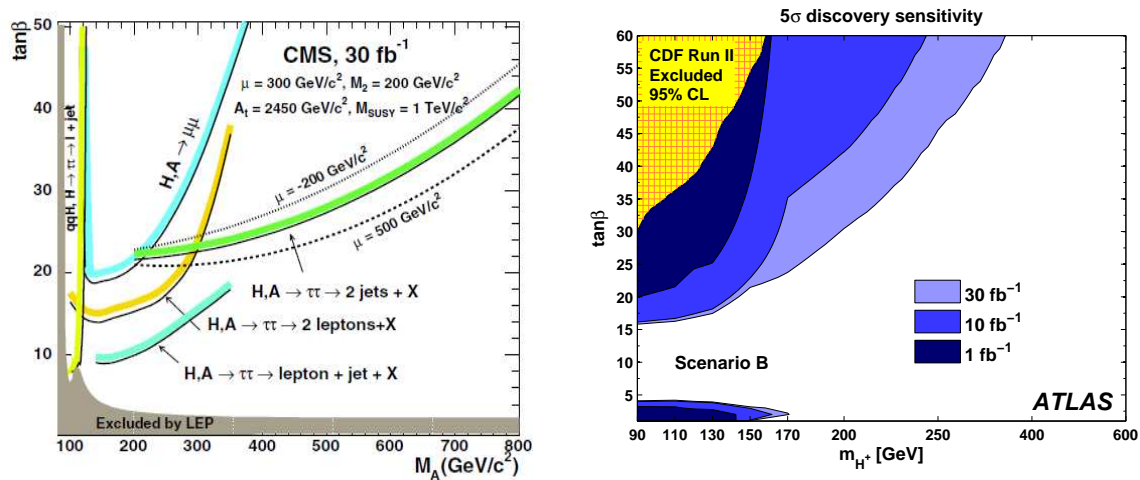 tanβ
50
40
30
20
10
CMS, 30 fb⁻¹
μ = 300 GeV/c², M₂ = 200 GeV/c²
Aₜ = 2450 GeV/c², M_SUSY = 1 TeV/c²
qqH, H → ττ → l + jet
H,A → μμ
μ = -200 GeV/c²
μ = 500 GeV/c²
H,A → ττ → 2 jets + X
H,A → ττ → 2 leptons+X
H,A → ττ → lepton + jet + X
Excluded by LEP
100 200 300 400 500 600 700 800
M_A(GeV/c²)
5σ discovery sensitivity
tanβ
60
55
50
45
40
35
30
25
20
15
10
5
CDF Run II
Excluded
95% CL
30 fb⁻¹
10 fb⁻¹
1 fb⁻¹
Scenario B
ATLAS
90 110 130 150 170 200 250 400 600
m_H⁺ [GeV]